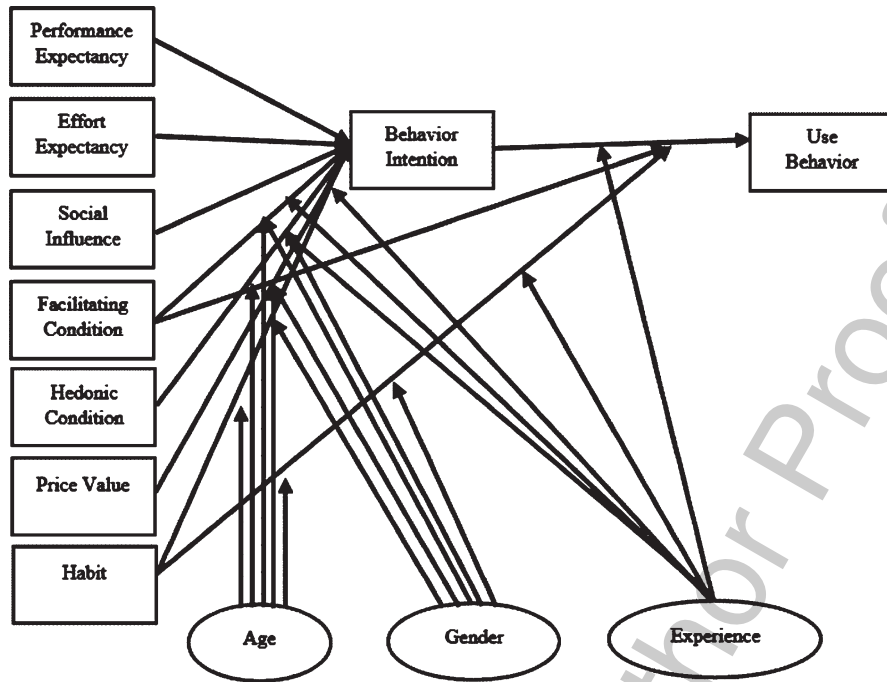 Performance
Expectancy
Effort
Expectancy
Social
Influence
Facilitating
Condition
Hedonic
Condition
Price Value
Habit
Behavior
Intention
Use
Behavior
Age
Gender
Experience